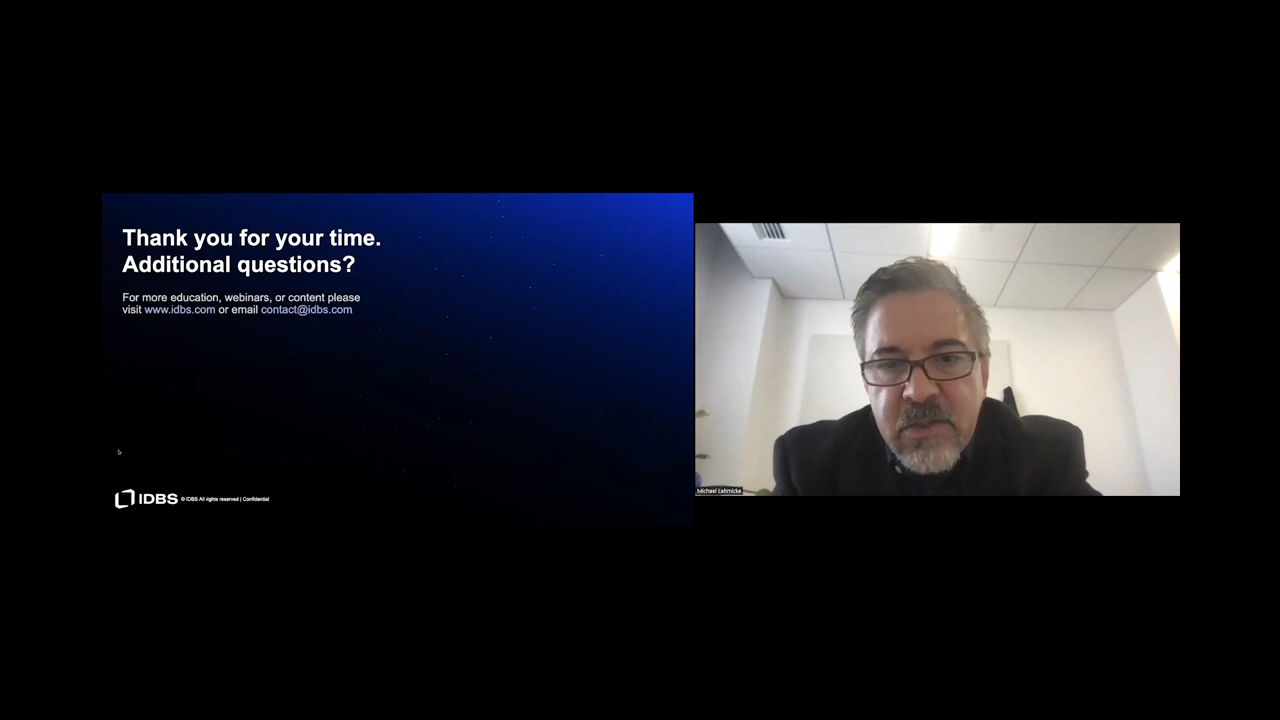 Thank you for your time.
Additional questions?
For more education, webinars, or content please
visit www.idbs.com or email contact@idbs.com
IDBS © IDBS All rights reserved | Confidential
Michael Lehmicke